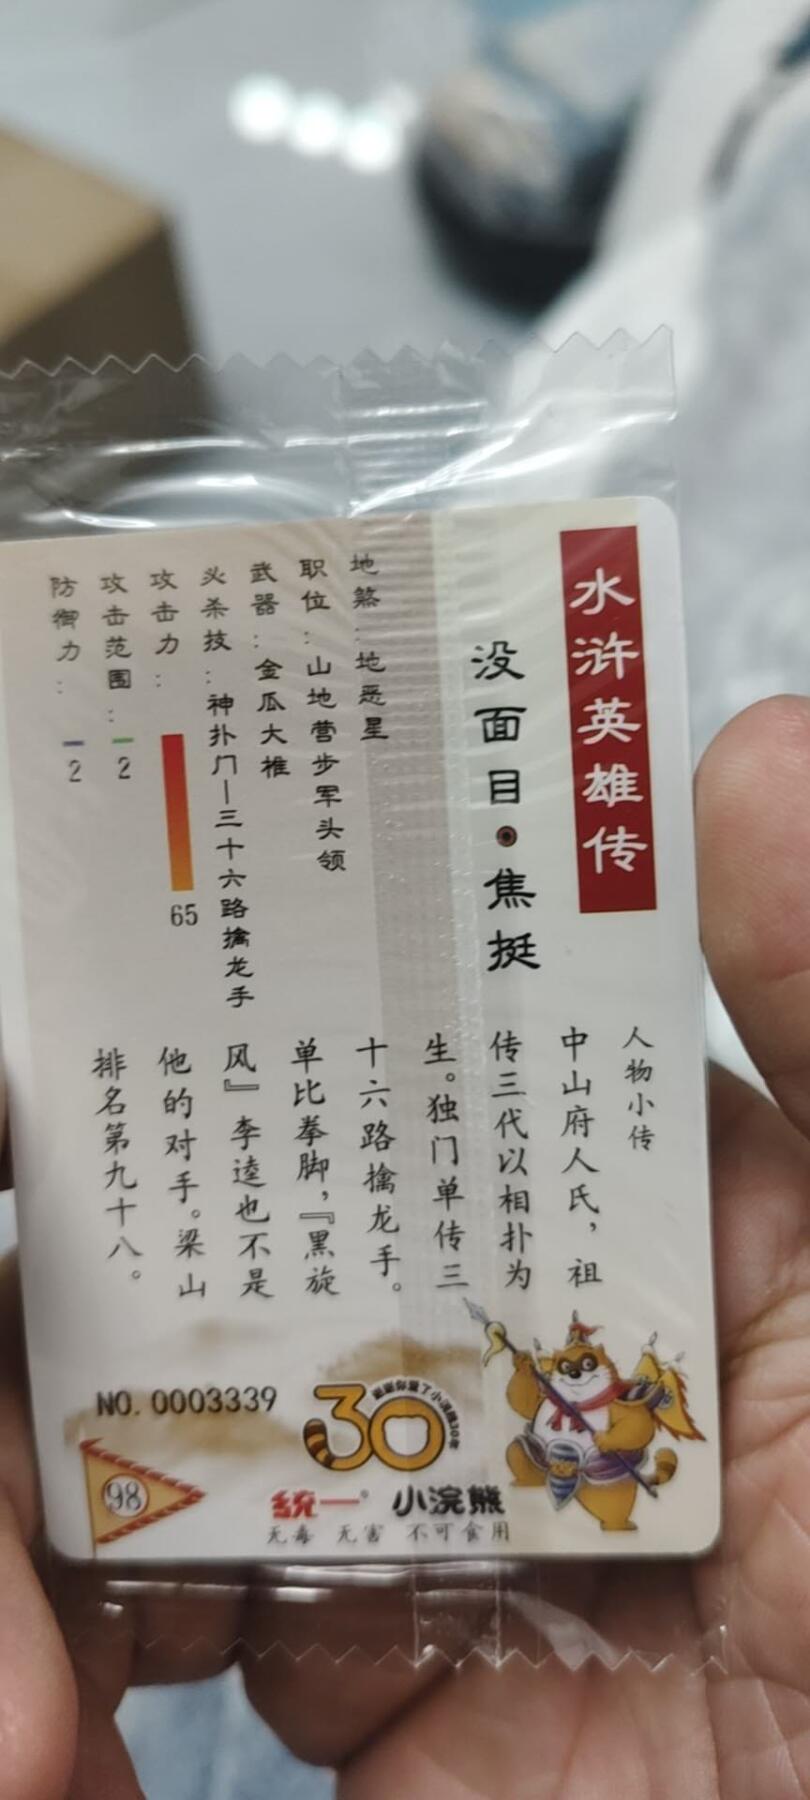 水浒英雄传
没面目·焦挺
地煞：地恶星
职位：山地营步军头领
武器：金瓜大椎
必杀技：神扑门—三十六路擒龙手
攻击力：65
攻击范围：2
防御力：2
人物小传
中山府人氏，祖
传三代以相扑为
生。独门单传三
十六路擒龙手。
单比拳脚，『黑旋
风』李逵也不是
他的对手。梁山
排名第九十八。
NO.0003339
30
98
统一 小浣熊
无毒 无害 不可食用